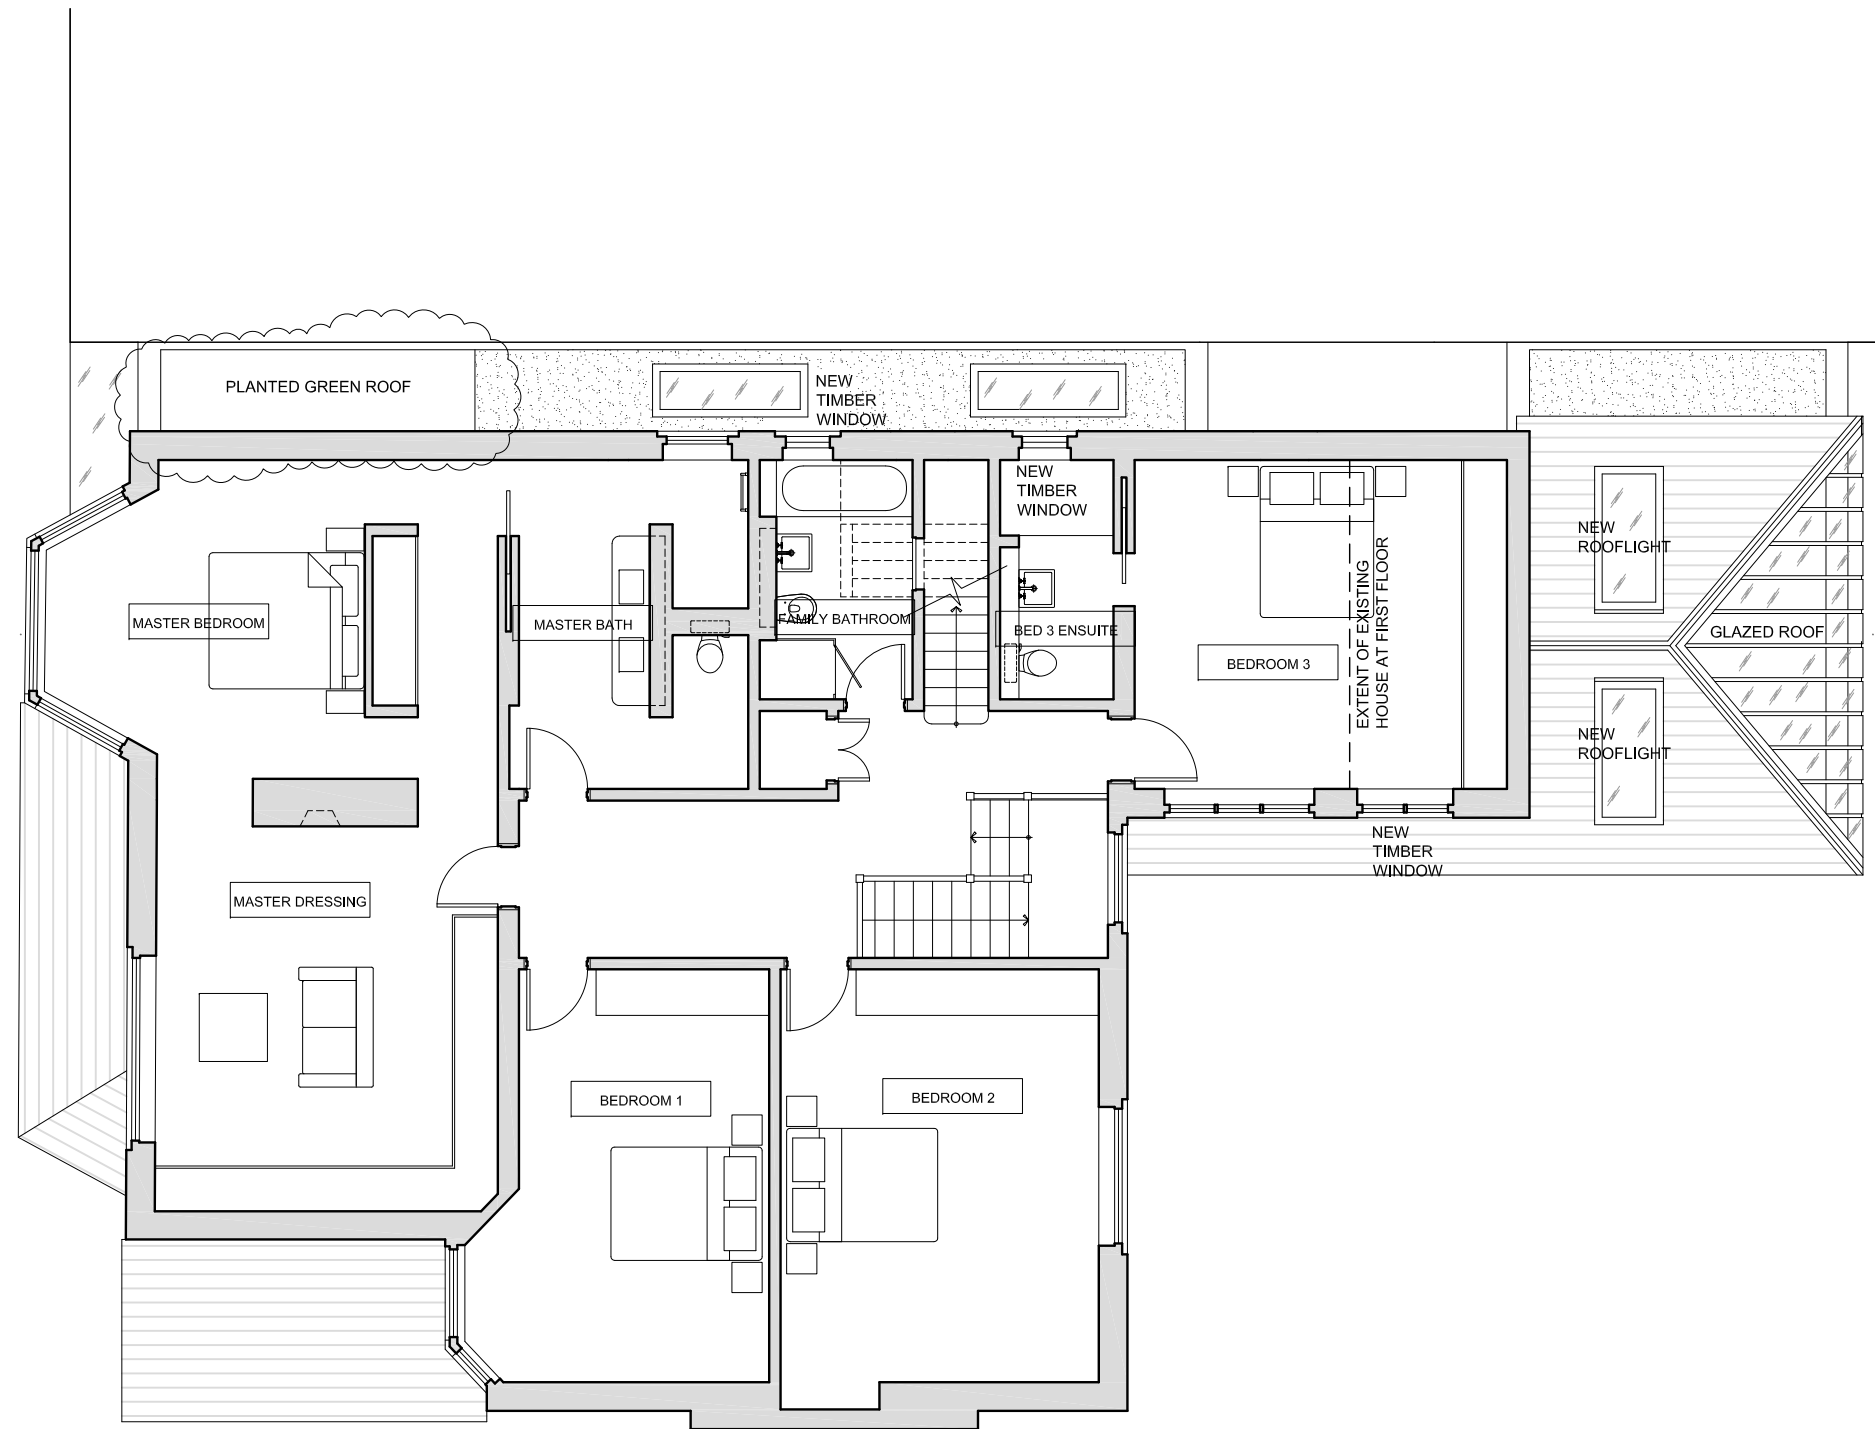 PLANTED GREEN ROOF
NEW
TIMBER
WINDOW
NEW
TIMBER
WINDOW
NEW
ROOFLIGHT
MASTER BEDROOM
MASTER BATH
FAMILY BATHROOM
BED 3 ENSUITE
BEDROOM 3
EXTENT OF EXISTING
HOUSE AT FIRST FLOOR
GLAZED ROOF
NEW
ROOFLIGHT
NEW
TIMBER
WINDOW
MASTER DRESSING
BEDROOM 1
BEDROOM 2